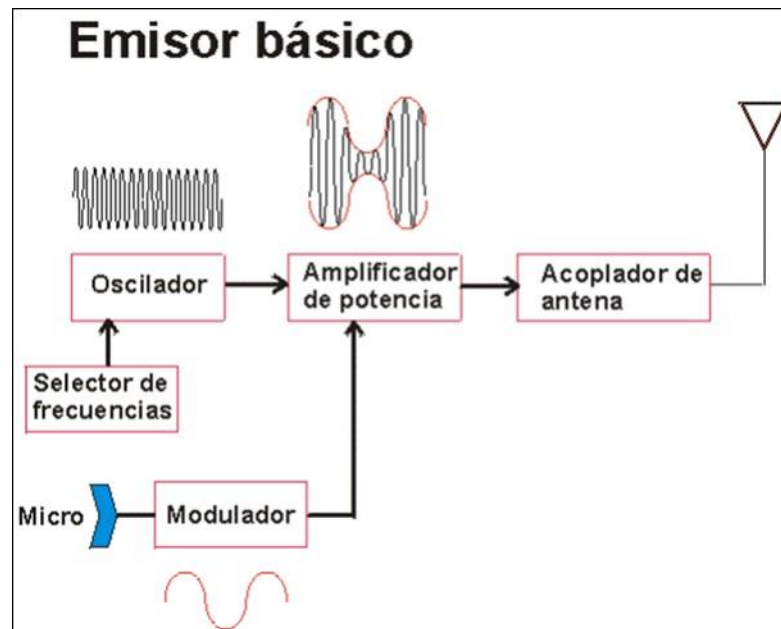 Emisor básico
Oscilador
Amplificador
de potencia
Acoplador de
antena
Selector de
frecuencias
Micro
Modulador